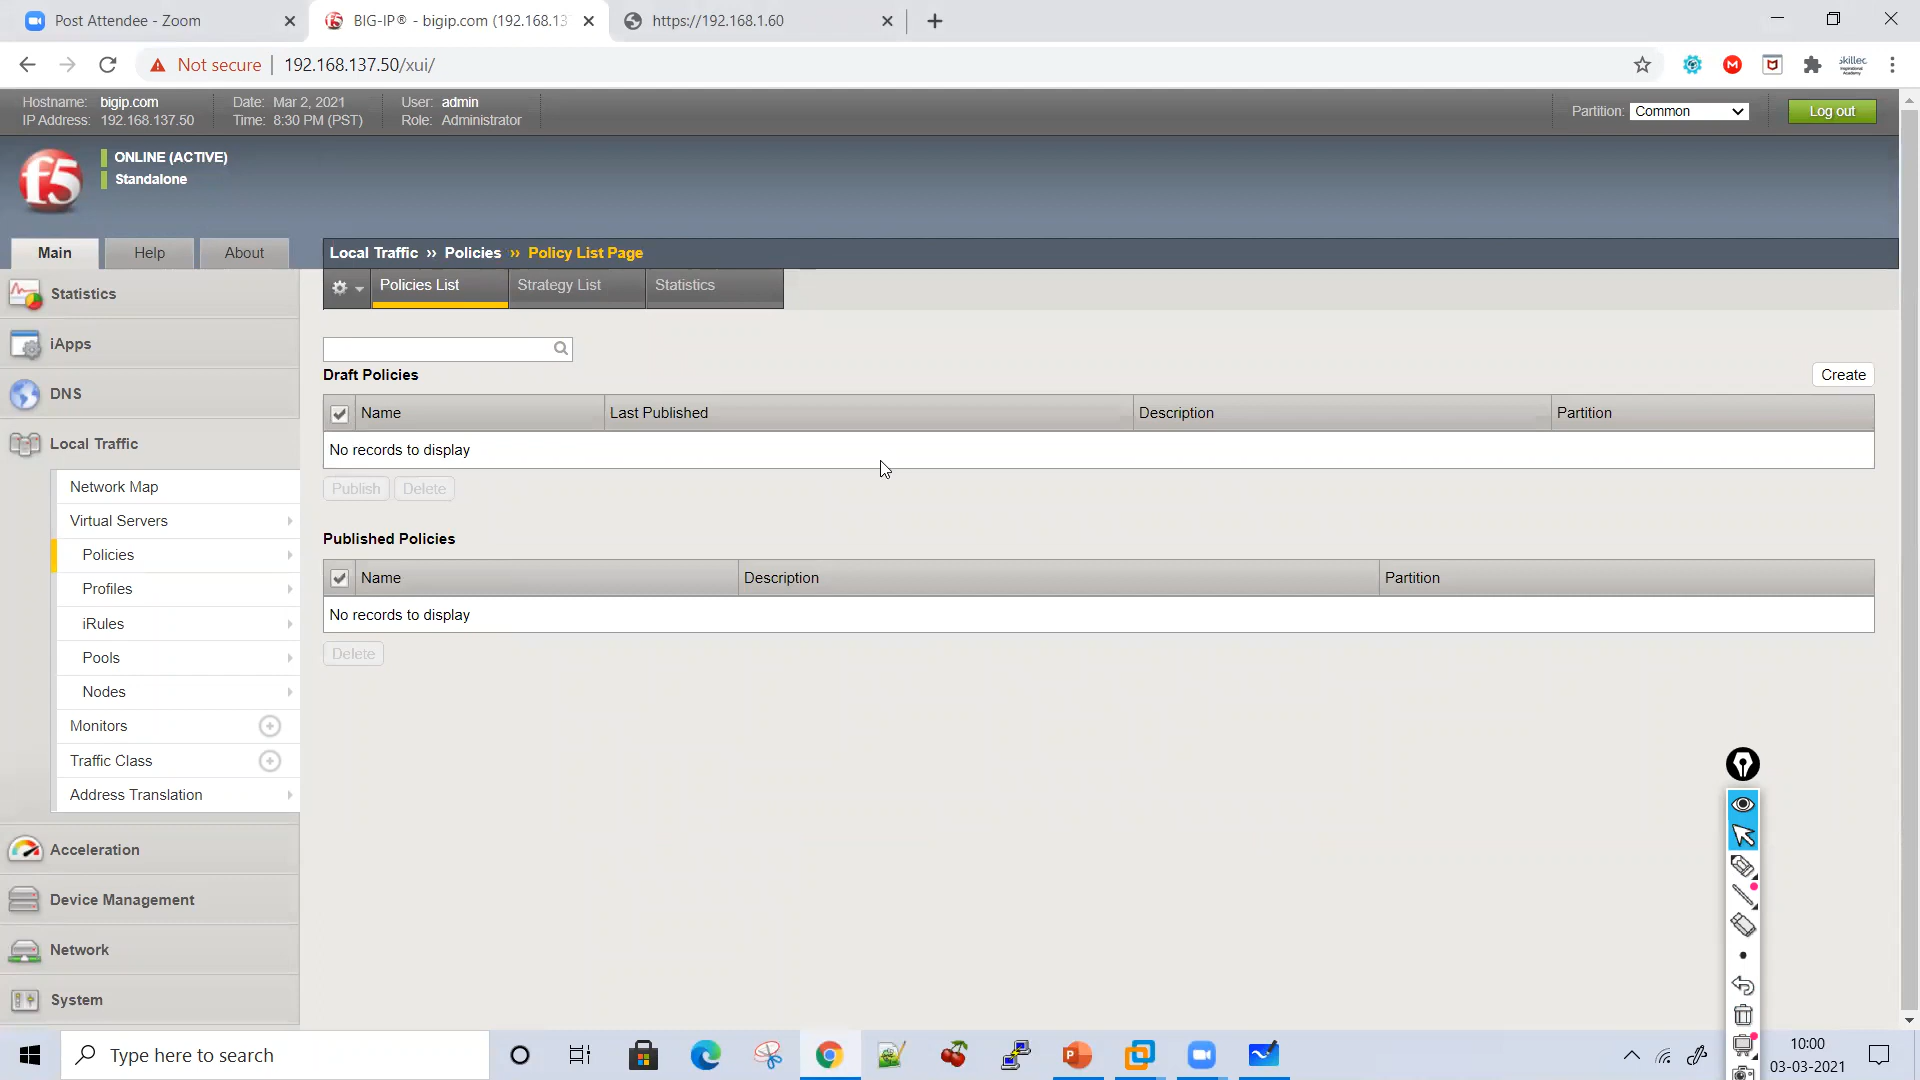 Post Attendee - Zoom
BIG-IP® - bigip.com (192.168.13
https://192.168.1.60
Not secure
192.168.137.50/xui/
skillec
Inspirational
Academy
Hostname: bigip.com
IP Address: 192.168.137.50
Date: Mar 2, 2021
Time: 8:30 PM (PST)
User: admin
Role: Administrator
Partition: Common
Log out
f5
ONLINE (ACTIVE)
Standalone
Main
Help
About
Local Traffic ›› Policies ›› Policy List Page
Policies List
Strategy List
Statistics
Statistics
iApps
DNS
Local Traffic
Network Map
Virtual Servers
Policies
Profiles
iRules
Pools
Nodes
Monitors
Traffic Class
Address Translation
Acceleration
Device Management
Network
System
Draft Policies
Create
Name
Last Published
Description
Partition
No records to display
Publish
Delete
Published Policies
Name
Description
Partition
No records to display
Delete
Type here to search
10:00
03-03-2021